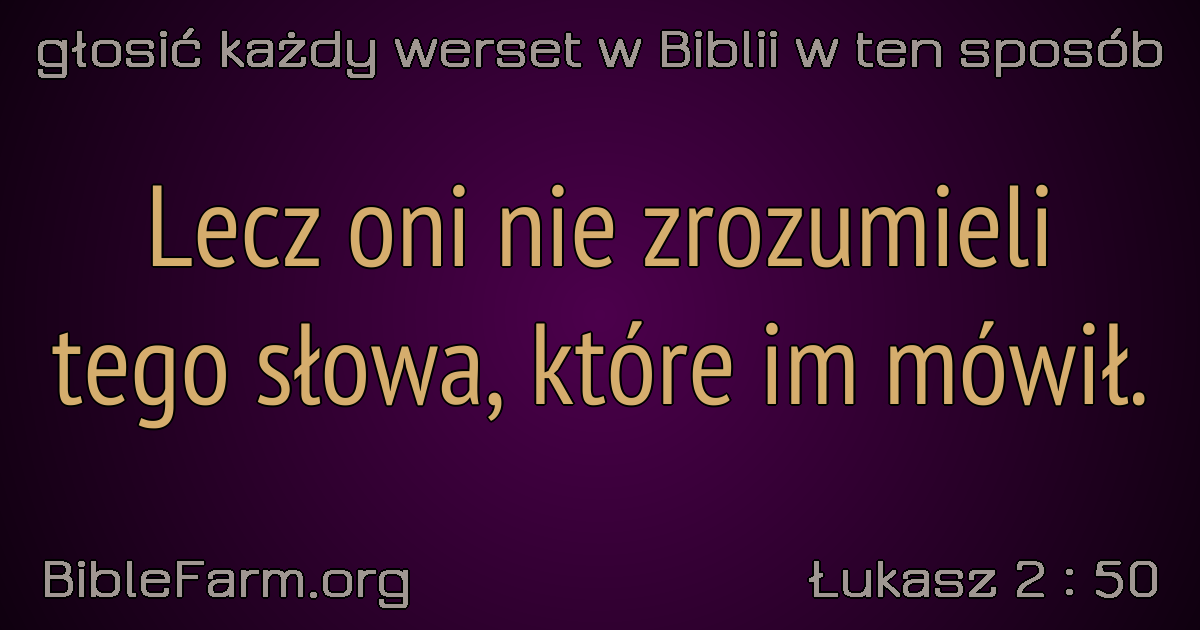 głosić każdy werset w Biblii w ten sposób
Lecz oni nie zrozumieli
tego słowa, które im mówił.
BibleFarm.org
Łukasz 2 : 50